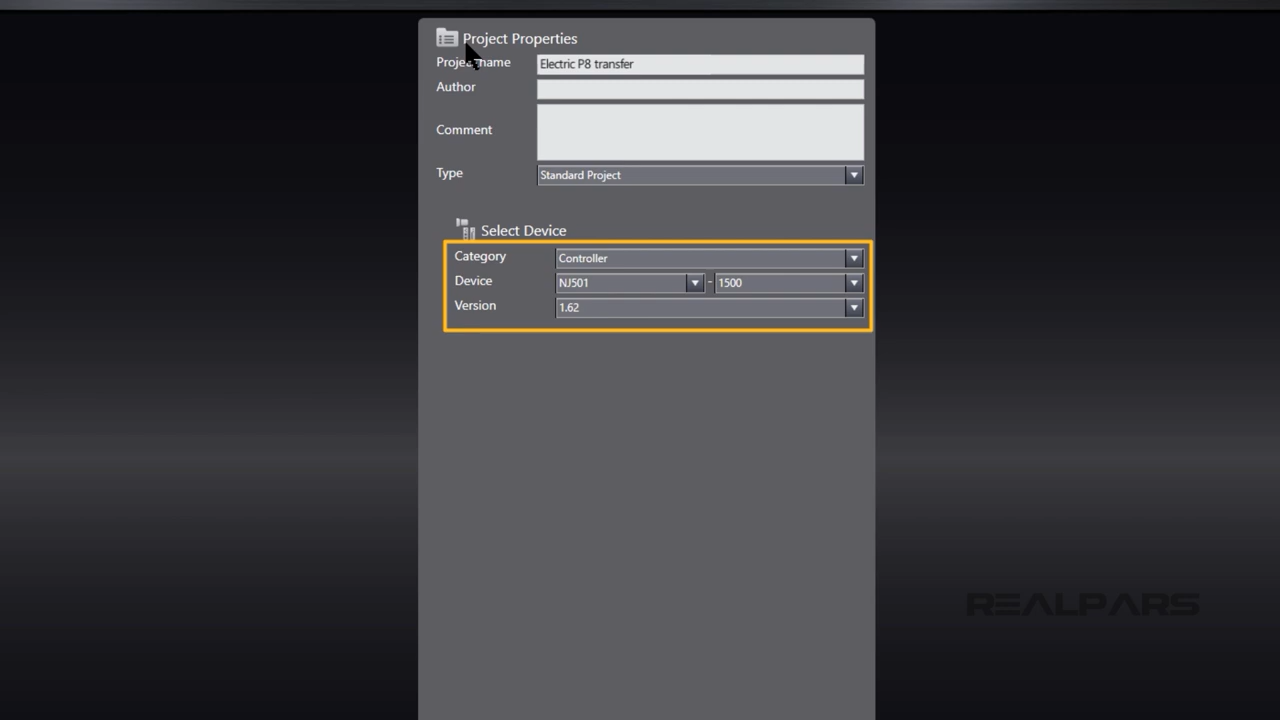 Project Properties
Project name Electric P8 transfer
Author
Comment
Type Standard Project
Select Device
Category Controller
Device NJ501 - 1500
Version 1.62
REALPARS